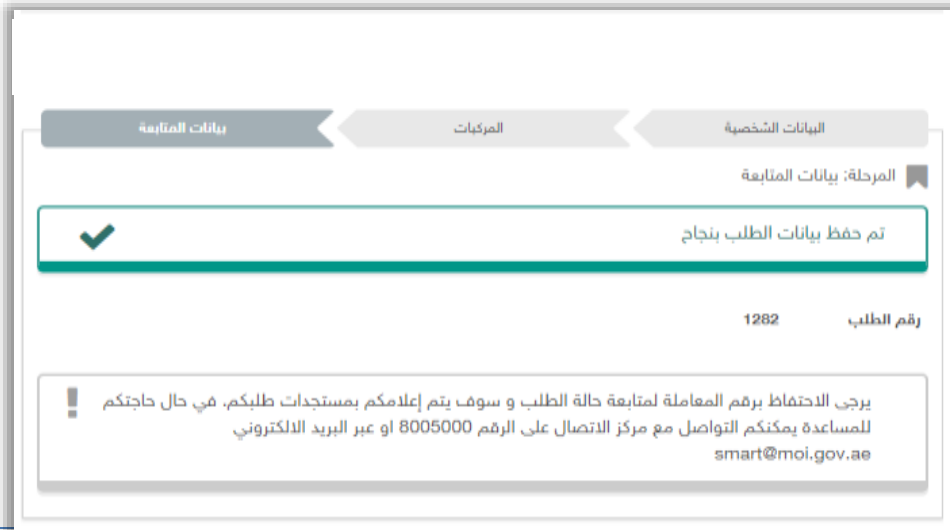 البيانات الشخصية
المركبات
بيانات المتابعة
المرحلة: بيانات المتابعة
تم حفظ بيانات الطلب بنجاح
رقم الطلب 1282
يرجى الاحتفاظ برقم المعاملة لمتابعة حالة الطلب و سوف يتم إعلامكم بمستجدات طلبكم. في حال حاجتكم
للمساعدة يمكنكم التواصل مع مركز الاتصال على الرقم 8005000 او عبر البريد الالكتروني
smart@moi.gov.ae